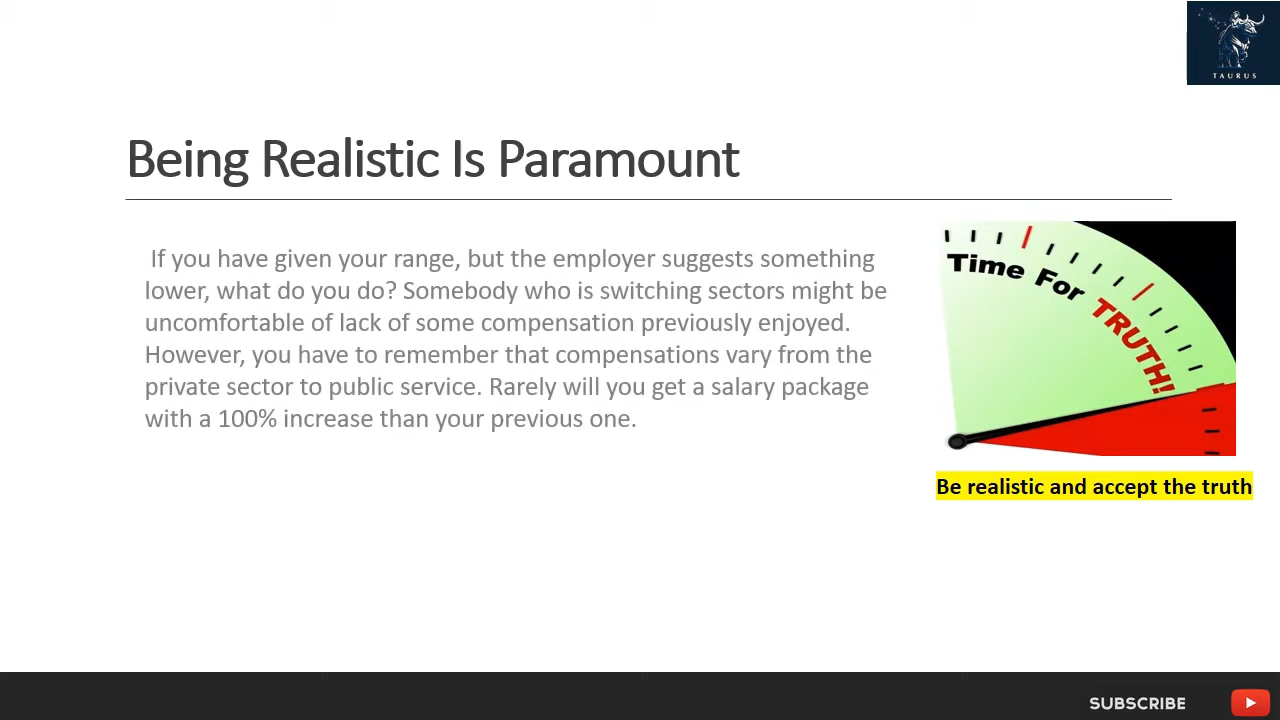 TAURUS
Being Realistic Is Paramount
If you have given your range, but the employer suggests something
lower, what do you do? Somebody who is switching sectors might be
uncomfortable of lack of some compensation previously enjoyed.
However, you have to remember that compensations vary from the
private sector to public service. Rarely will you get a salary package
with a 100% increase than your previous one.
Time For TRUTH!
Be realistic and accept the truth
SUBSCRIBE